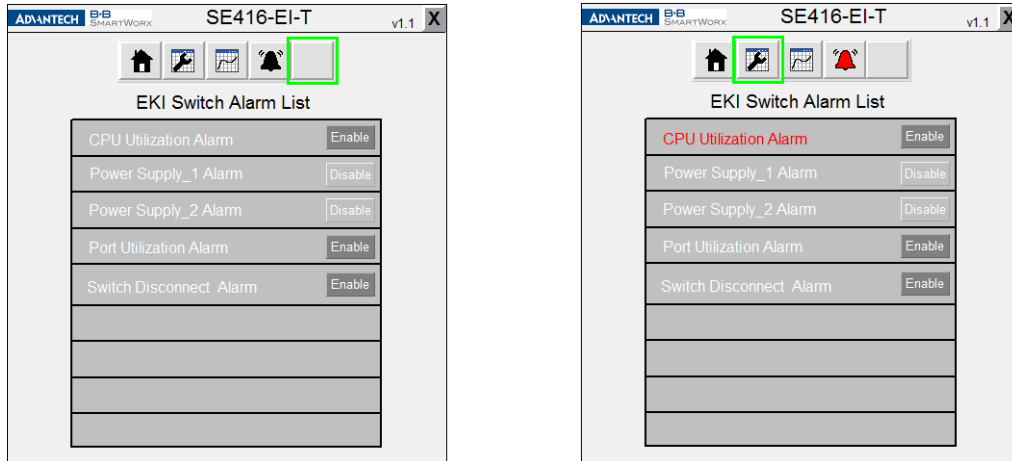 ADVANTECH B+B SMARTWORX SE416-EI-T v1.1 X
EKI Switch Alarm List
CPU Utilization Alarm Enable
Power Supply_1 Alarm Disable
Power Supply_2 Alarm Disable
Port Utilization Alarm Enable
Switch Disconnect Alarm Enable
ADVANTECH B+B SMARTWORX SE416-EI-T v1.1 X
EKI Switch Alarm List
CPU Utilization Alarm Enable
Power Supply_1 Alarm Disable
Power Supply_2 Alarm Disable
Port Utilization Alarm Enable
Switch Disconnect Alarm Enable